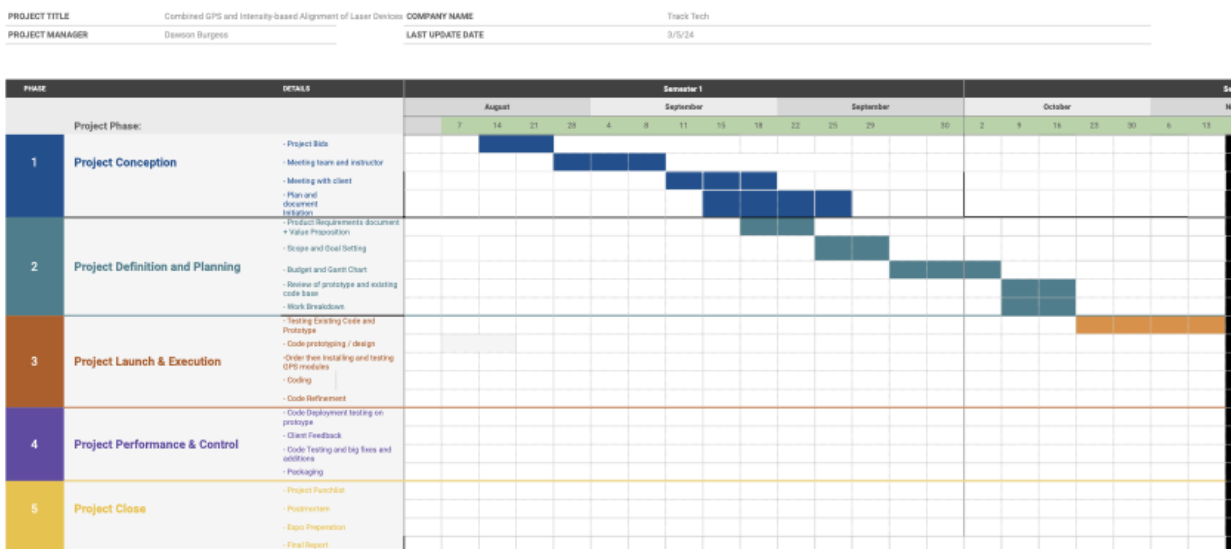 PROJECT TITLE Combined GPS and Intensity-based Alignment of Laser Devices COMPANY NAME Track Tech
PROJECT MANAGER Dawson Burgess LAST UPDATE DATE 3/5/24
PHASE DETAILS Semester 1 Se
August September September October N
Project Phase: 7 14 21 28 4 8 11 15 18 22 25 29 30 2 9 16 23 30 6 13
- Project Bids
1 Project Conception - Meeting team and instructor
- Meeting with client
- Plan and
document
Initiation
- Product Requirements document
+ Value Proposition
- Scope and Goal Setting
2 Project Definition and Planning - Budget and Gantt Chart
- Review of prototype and existing
code base
- Work Breakdown
- Testing Existing Code and
Prototype
- Code prototyping / design
3 Project Launch & Execution -Order then Installing and testing
GPS modules
- Coding
- Code Refinement
- Code Deployment testing on
protoype
- Client Feedback
4 Project Performance & Control - Code Testing and big fixes and
additions
- Packaging
- Project Punchlist
5 Project Close - Postmortem
- Expo Preperation
- Final Report